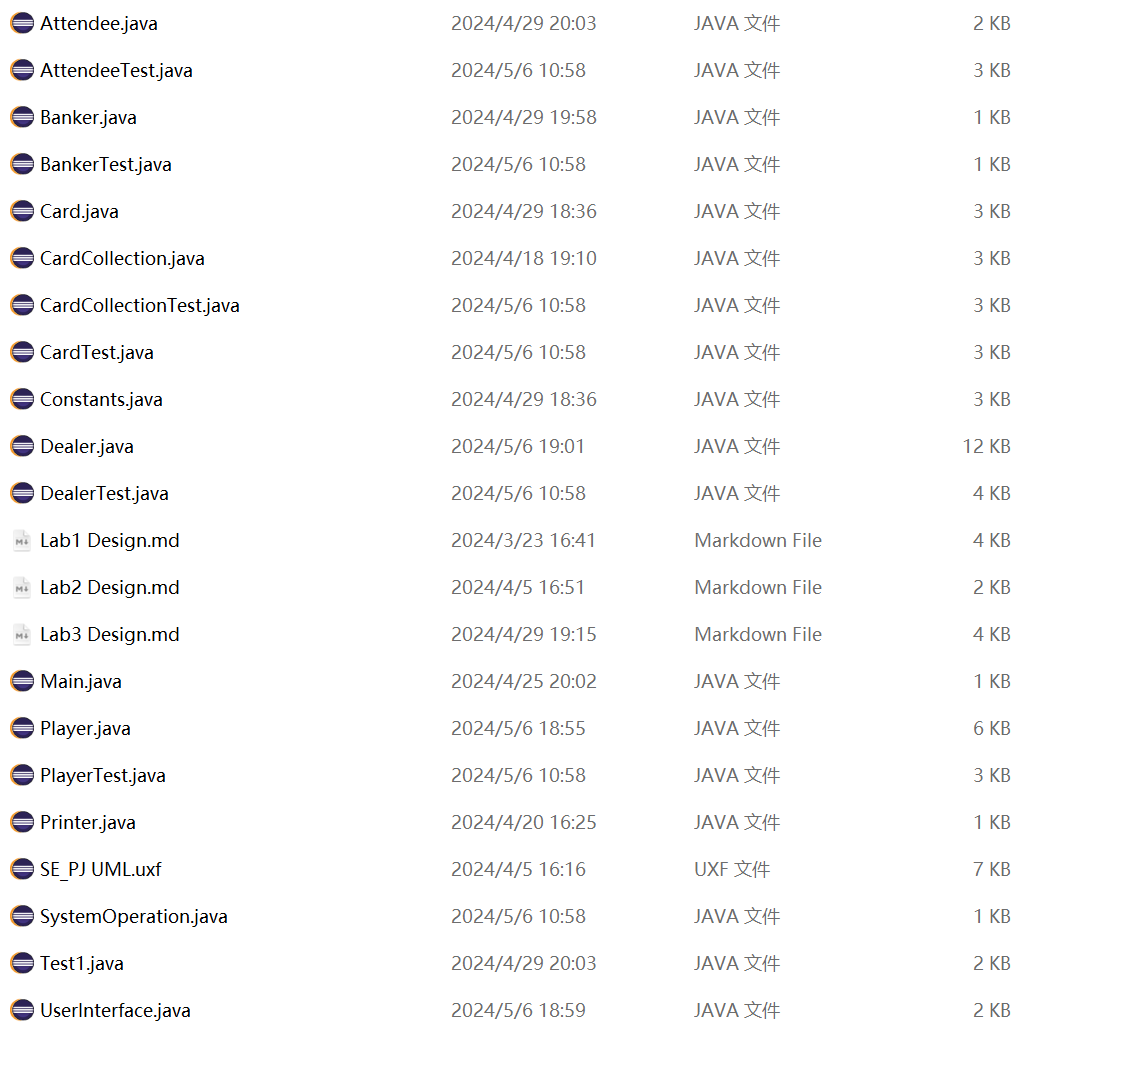 Attendee.java 2024/4/29 20:03 JAVA 文件 2 KB
AttendeeTest.java 2024/5/6 10:58 JAVA 文件 3 KB
Banker.java 2024/4/29 19:58 JAVA 文件 1 KB
BankerTest.java 2024/5/6 10:58 JAVA 文件 1 KB
Card.java 2024/4/29 18:36 JAVA 文件 3 KB
CardCollection.java 2024/4/18 19:10 JAVA 文件 3 KB
CardCollectionTest.java 2024/5/6 10:58 JAVA 文件 3 KB
CardTest.java 2024/5/6 10:58 JAVA 文件 3 KB
Constants.java 2024/4/29 18:36 JAVA 文件 3 KB
Dealer.java 2024/5/6 19:01 JAVA 文件 12 KB
DealerTest.java 2024/5/6 10:58 JAVA 文件 4 KB
Lab1 Design.md 2024/3/23 16:41 Markdown File 4 KB
Lab2 Design.md 2024/4/5 16:51 Markdown File 2 KB
Lab3 Design.md 2024/4/29 19:15 Markdown File 4 KB
Main.java 2024/4/25 20:02 JAVA 文件 1 KB
Player.java 2024/5/6 18:55 JAVA 文件 6 KB
PlayerTest.java 2024/5/6 10:58 JAVA 文件 3 KB
Printer.java 2024/4/20 16:25 JAVA 文件 1 KB
SE_PJ UML.uxf 2024/4/5 16:16 UXF 文件 7 KB
SystemOperation.java 2024/5/6 10:58 JAVA 文件 1 KB
Test1.java 2024/4/29 20:03 JAVA 文件 2 KB
UserInterface.java 2024/5/6 18:59 JAVA 文件 2 KB